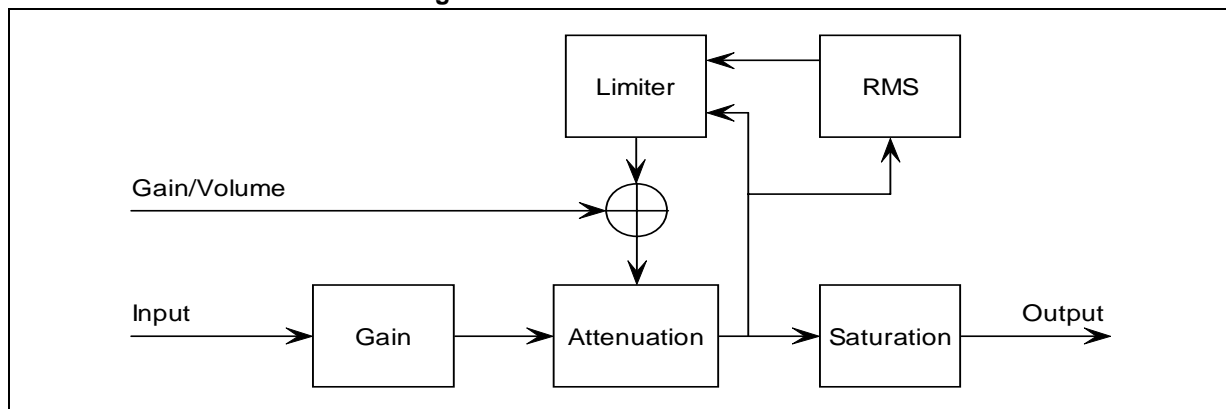 Limiter
RMS
Gain/Volume
Input
Output
Gain
Attenuation
Saturation